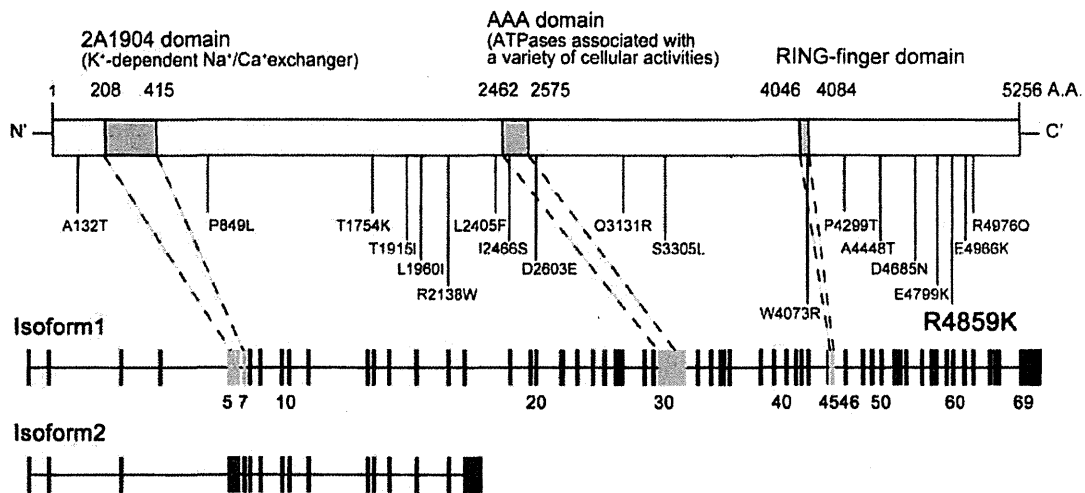 2A1904 domain
(K⁺-dependent Na⁺/Ca⁺exchanger)
AAA domain
(ATPases associated with
a variety of cellular activities)
RING-finger domain
1 208 415 2462 2575 4046 4084 5256 A.A.
N' C'
A132T P849L T1754K L2405F Q3131R P4299T R4976Q
T1915I I2466S S3305L A4448T E4966K
L1960I D2603E D4685N
R2138W E4799K
W4073R R4859K
Isoform1
5 7 10 20 30 40 45 46 50 60 69
Isoform2